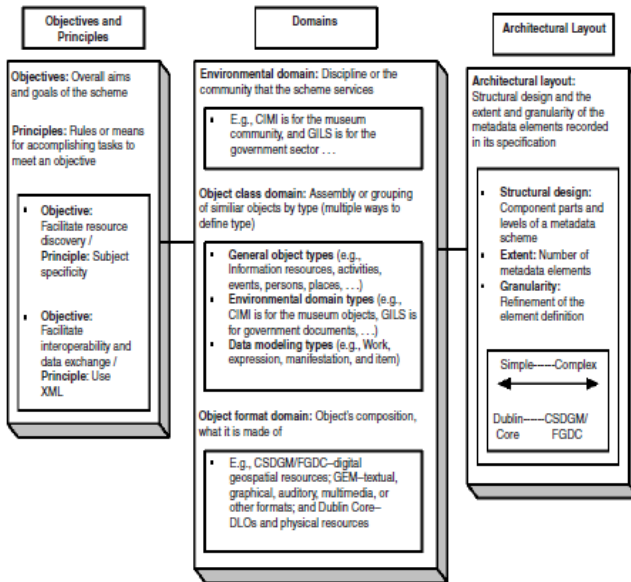 Objectives and
Principles
Objectives: Overall aims
and goals of the scheme
Principles: Rules or means
for accomplishing tasks to
meet an objective
▪ Objective:
Facilitate resource
discovery /
Principle: Subject
specificity
▪ Objective:
Facilitate
interoperability and
data exchange /
Principle: Use
XML
Domains
Environmental domain: Discipline or the
community that the scheme services
▪ E.g., CIMI is for the museum
community, and GILS is for the
government sector . . .
Object class domain: Assembly or grouping
of similiar objects by type (multiple ways to
define type)
▪ General object types (e.g.,
Information resources, activities,
events, persons, places, . . .)
▪ Environmental domain types (e.g.,
CIMI is for the museum objects, GILS is
for government documents, . . .)
▪ Data modeling types (e.g., Work,
expression, manifestation, and item)
Object format domain: Object's composition,
what it is made of
▪ E.g., CSDGM/FGDC–digital
geospatial resources; GEM–textual,
graphical, auditory, multimedia, or
other formats; and Dublin Core–
DLOs and physical resources
Architectural Layout
Architectural layout:
Structural design and the
extent and granularity of the
metadata elements recorded
in its specification
▪ Structural design:
Component parts and
levels of a metadata
scheme
▪ Extent: Number of
metadata elements
▪ Granularity:
Refinement of the
element definition
Simple------Complex
Dublin------CSDGM/
Core FGDC